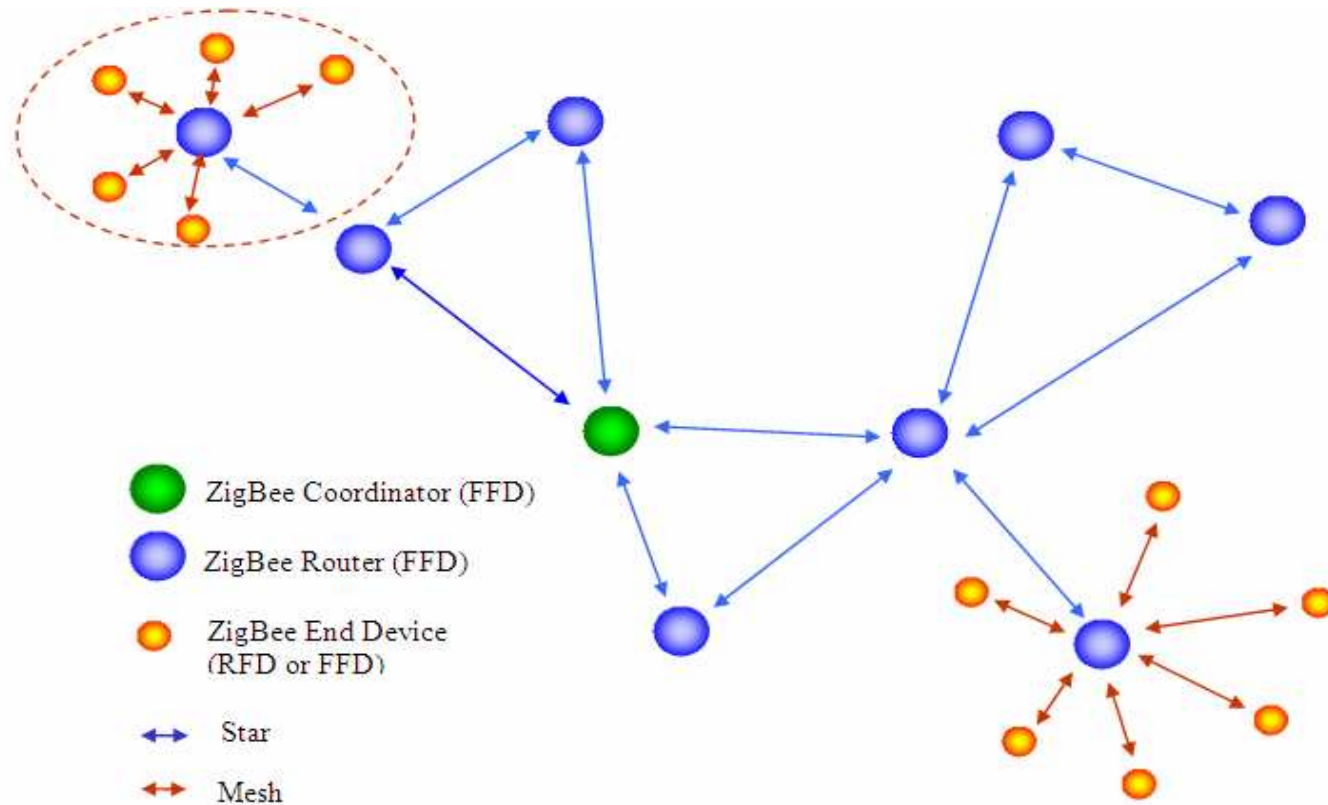 ZigBee Coordinator (FFD)
ZigBee Router (FFD)
ZigBee End Device
(RFD or FFD)
Star
Mesh